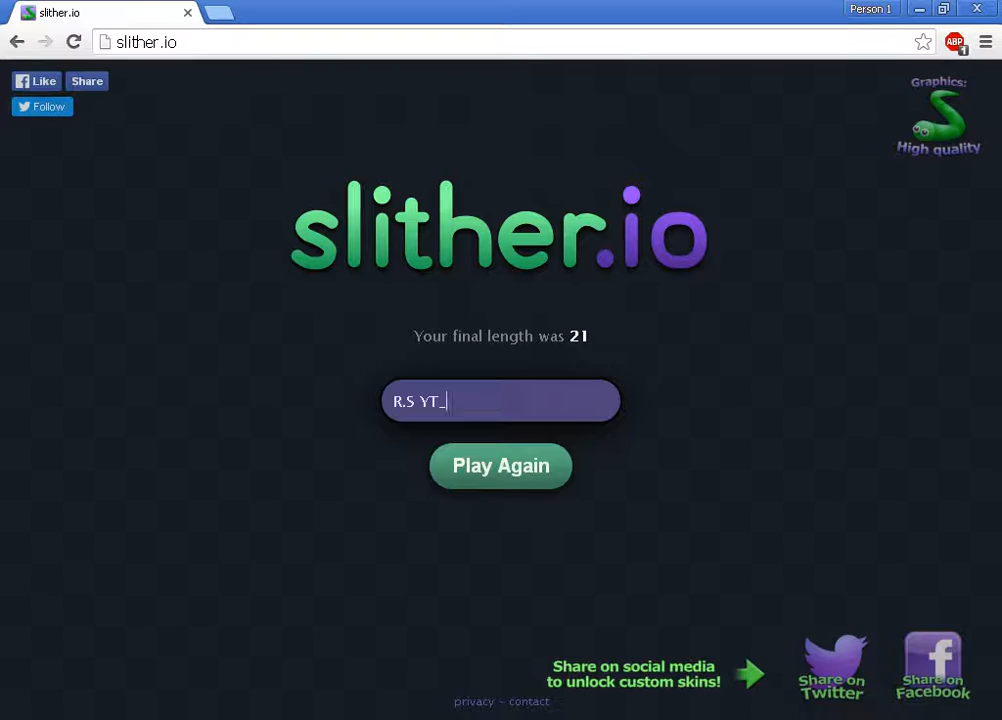 slither.io
Person 1
slither.io
ABP
1
Like
Share
Follow
Graphics:
High quality
slither.io
Your final length was 21
R.S YT_
Play Again
Share on social media
to unlock custom skins!
Share on
Twitter
Share on
Facebook
privacy ~ contact